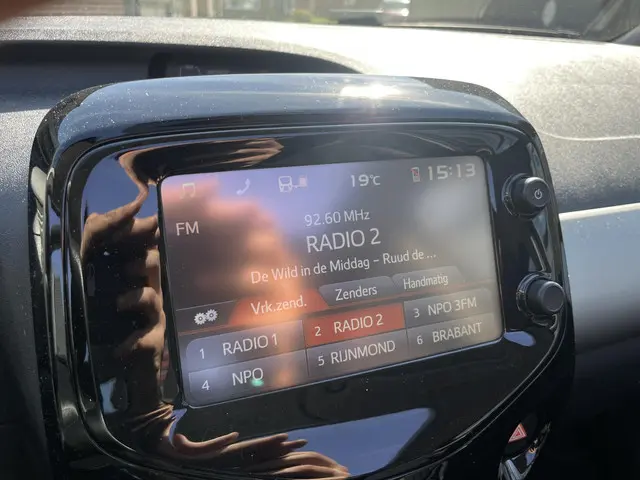 19°C 15:13
FM
92.60 MHz
RADIO 2
De Wild in de Middag - Ruud de ...
Vrk.zend. Zenders Handmatig
1 RADIO 1 2 RADIO 2 3 NPO 3FM
4 NPO 5 RIJNMOND 6 BRABANT